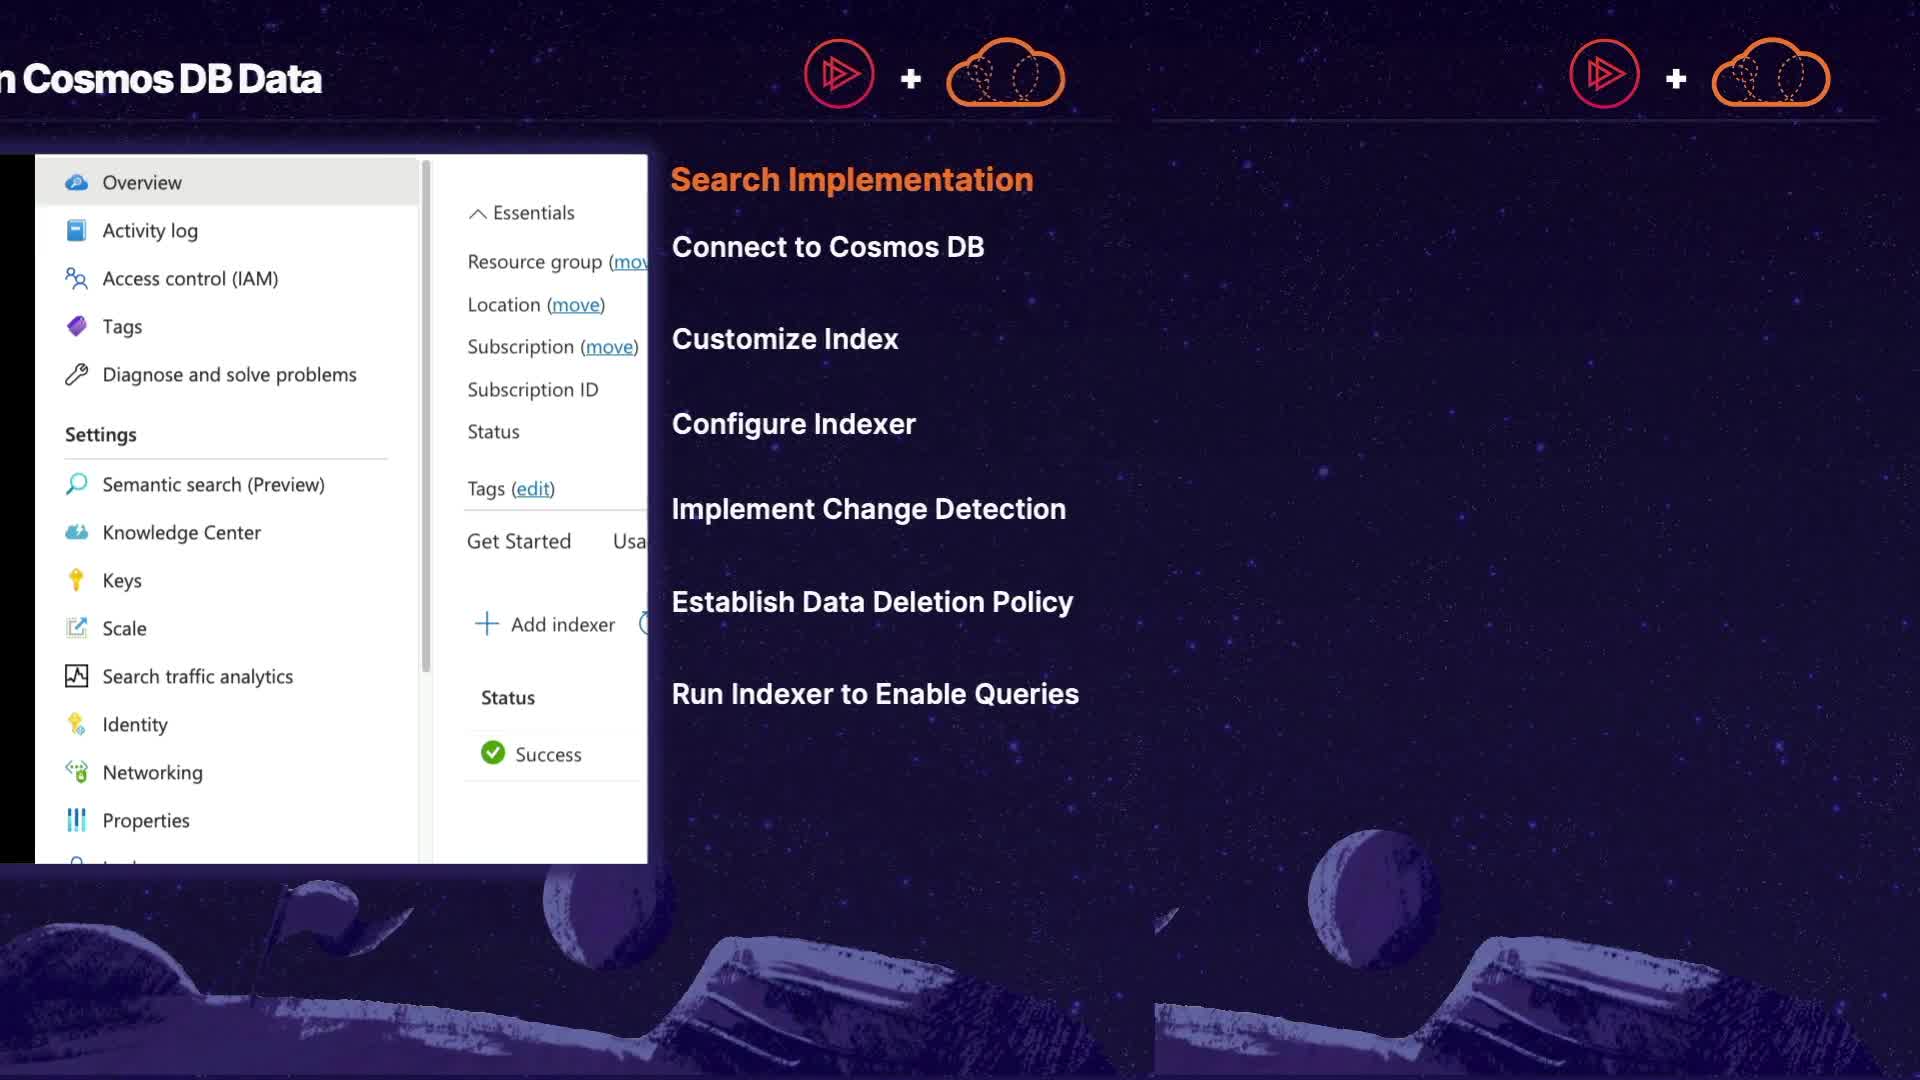 n Cosmos DB Data
+
+
Overview
Activity log
Access control (IAM)
Tags
Diagnose and solve problems
Settings
Semantic search (Preview)
Knowledge Center
Keys
Scale
Search traffic analytics
Identity
Networking
Properties
Essentials
Resource group (mov
Location (move)
Subscription (move)
Subscription ID
Status
Tags (edit)
Get Started Usa
Add indexer
Status
Success
Search Implementation
Connect to Cosmos DB
Customize Index
Configure Indexer
Implement Change Detection
Establish Data Deletion Policy
Run Indexer to Enable Queries